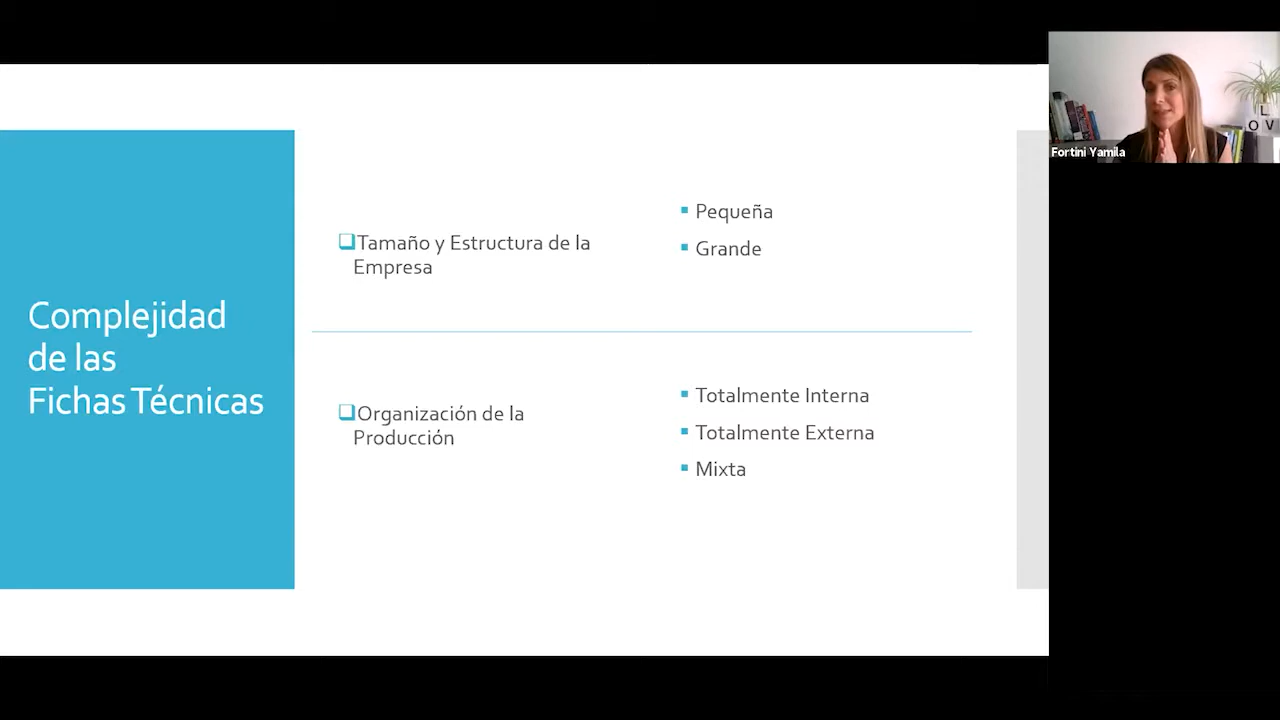 Complejidad
de las
Fichas Técnicas
Tamaño y Estructura de la
Empresa
Pequeña
Grande
Organización de la
Producción
Totalmente Interna
Totalmente Externa
Mixta
Fortini Yamila
L
O V